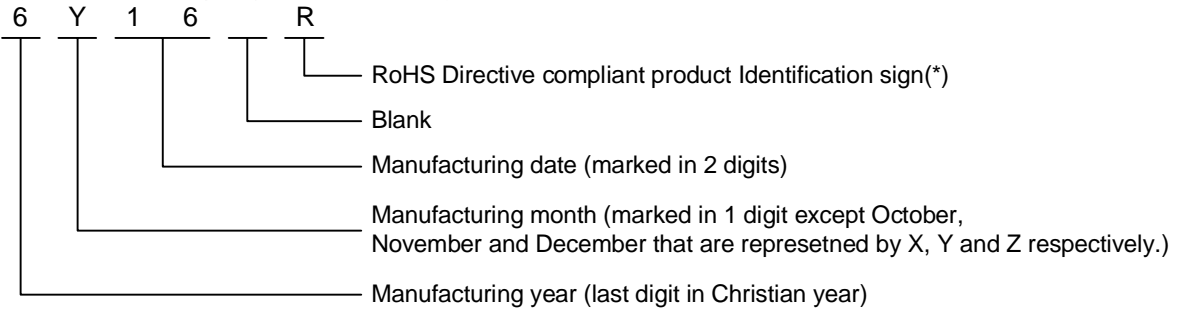 6 Y 1 6 R
RoHS Directive compliant product Identification sign(*)
Blank
Manufacturing date (marked in 2 digits)
Manufacturing month (marked in 1 digit except October,
November and December that are represetned by X, Y and Z respectively.)
Manufacturing year (last digit in Christian year)